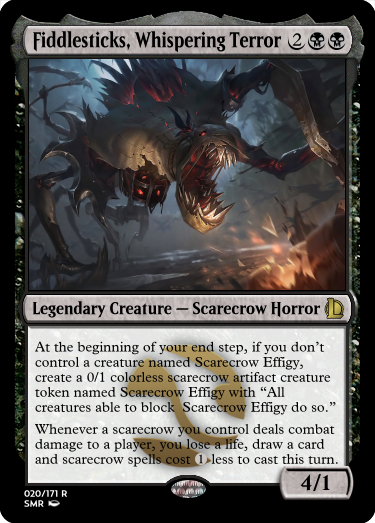 Fiddlesticks, Whispering Terror 2
Legendary Creature — Scarecrow Horror
At the beginning of your end step, if you don't
control a creature named Scarecrow Effigy,
create a 0/1 colorless scarecrow artifact creature
token named Scarecrow Effigy with “All
creatures able to block Scarecrow Effigy do so.”
Whenever a scarecrow you control deals combat
damage to a player, you lose a life, draw a card
and scarecrow spells cost 1 less to cast this turn.
4/1
020/171 R
SMR